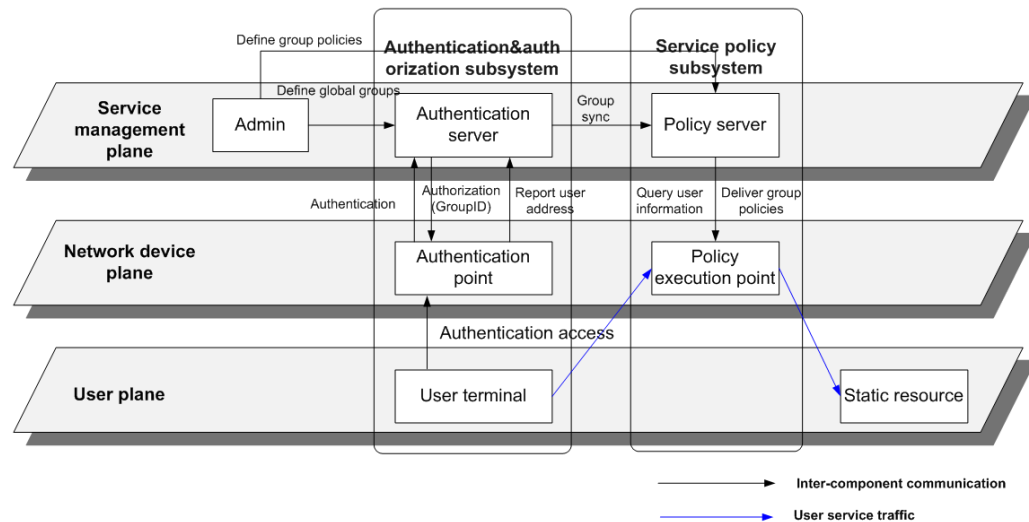 Define group policies
Authentication&auth
orization subsystem
Service policy
subsystem
Define global groups
Service
management
plane
Admin
Authentication
server
Group
sync
Policy server
Authentication
Authorization
(GroupID)
Report user
address
Query user
information
Deliver group
policies
Network device
plane
Authentication
point
Policy
execution point
Authentication access
User plane
User terminal
Static resource
Inter-component communication
User service traffic